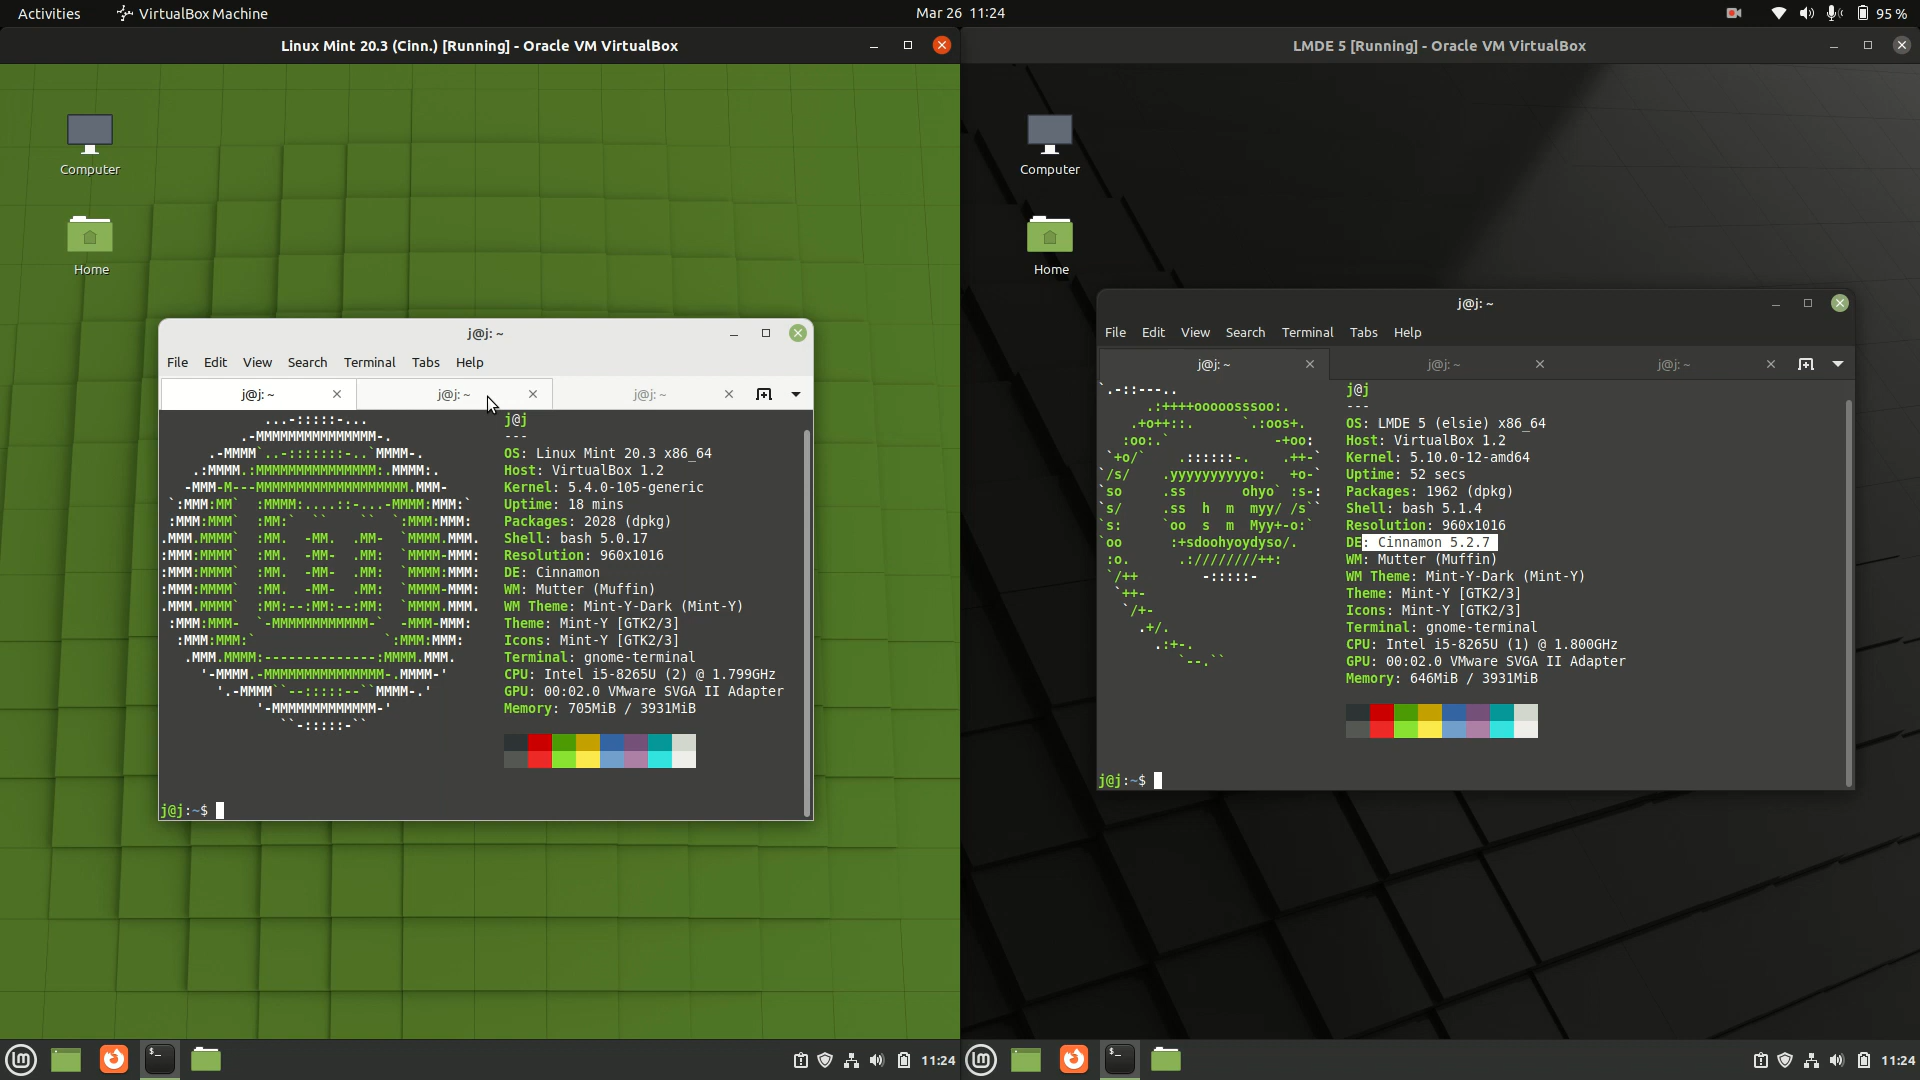 Activities VirtualBox Machine Mar 26 11:24 95 %
Linux Mint 20.3 (Cinn.) [Running] - Oracle VM VirtualBox
Computer
Home
j@j: ~
File Edit View Search Terminal Tabs Help
j@j: ~ j@j: ~ j@j: ~
j@j
---
OS: Linux Mint 20.3 x86_64
Host: VirtualBox 1.2
Kernel: 5.4.0-105-generic
Uptime: 18 mins
Packages: 2028 (dpkg)
Shell: bash 5.0.17
Resolution: 960x1016
DE: Cinnamon
WM: Mutter (Muffin)
WM Theme: Mint-Y-Dark (Mint-Y)
Theme: Mint-Y [GTK2/3]
Icons: Mint-Y [GTK2/3]
Terminal: gnome-terminal
CPU: Intel i5-8265U (2) @ 1.799GHz
GPU: 00:02.0 VMware SVGA II Adapter
Memory: 705MiB / 3931MiB
j@j:~$
11:24
LMDE 5 [Running] - Oracle VM VirtualBox
Computer
Home
j@j: ~
File Edit View Search Terminal Tabs Help
j@j: ~ j@j: ~ j@j: ~
j@j
---
OS: LMDE 5 (elsie) x86_64
Host: VirtualBox 1.2
Kernel: 5.10.0-12-amd64
Uptime: 52 secs
Packages: 1962 (dpkg)
Shell: bash 5.1.4
Resolution: 960x1016
DE: Cinnamon 5.2.7
WM: Mutter (Muffin)
WM Theme: Mint-Y-Dark (Mint-Y)
Theme: Mint-Y [GTK2/3]
Icons: Mint-Y [GTK2/3]
Terminal: gnome-terminal
CPU: Intel i5-8265U (1) @ 1.800GHz
GPU: 00:02.0 VMware SVGA II Adapter
Memory: 646MiB / 3931MiB
j@j:~$
11:24